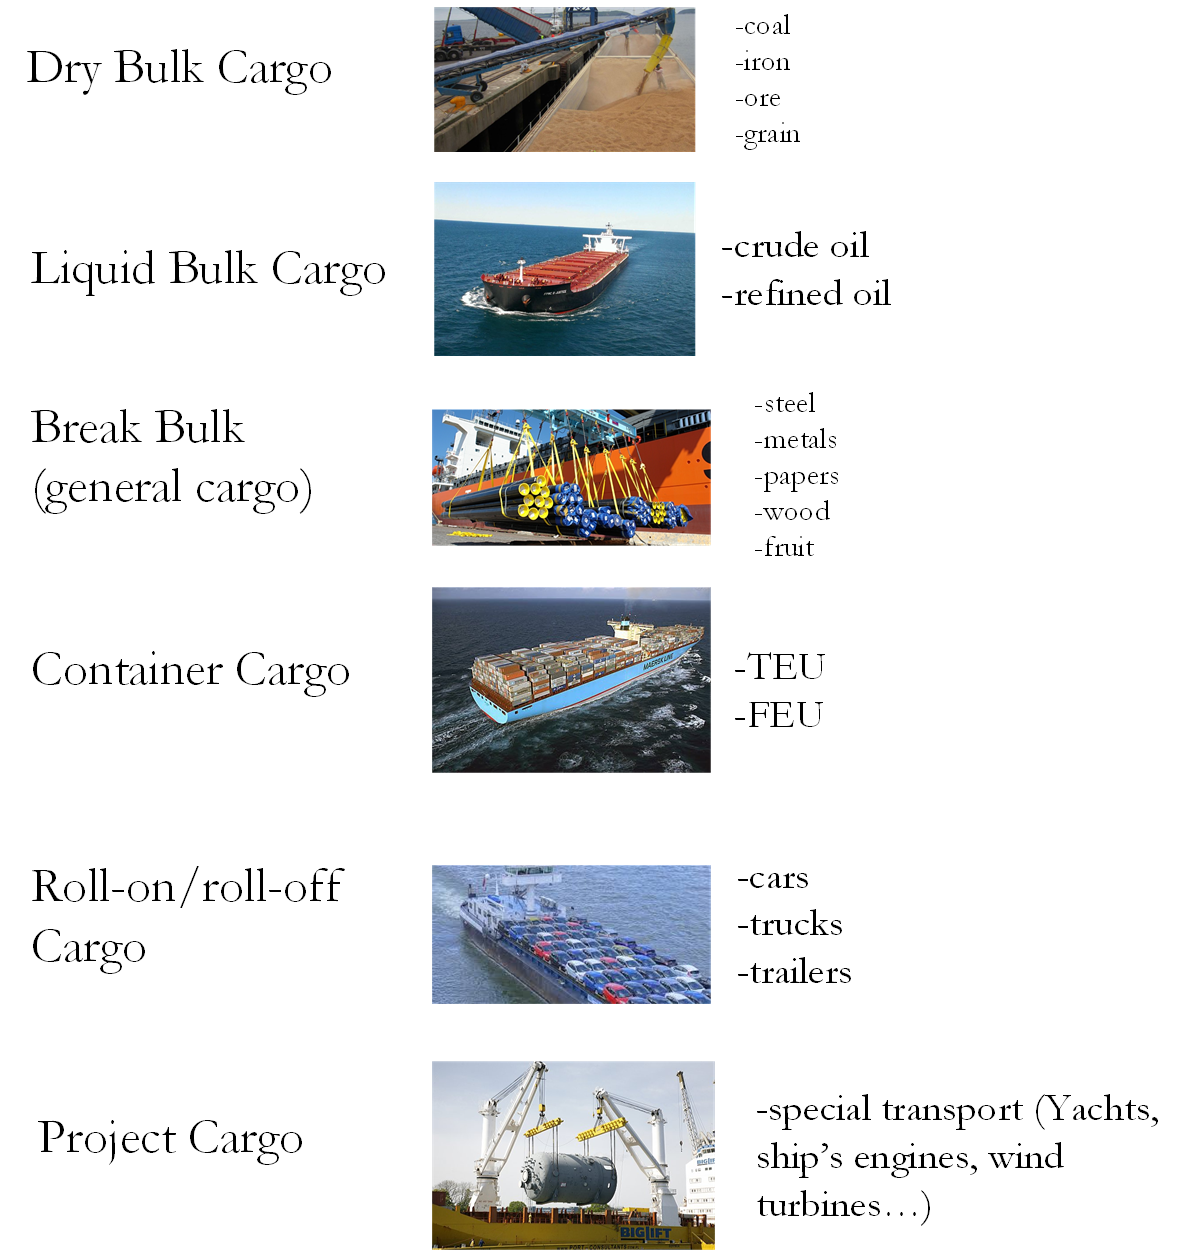 Dry Bulk Cargo
-coal
-iron
-ore
-grain
Liquid Bulk Cargo
-crude oil
-refined oil
Break Bulk
(general cargo)
-steel
-metals
-papers
-wood
-fruit
Container Cargo
MAERSK LINE
-TEU
-FEU
Roll-on/roll-off
Cargo
-cars
-trucks
-trailers
Project Cargo
BIGLIFT
BIGLIFT
-special transport (Yachts,
ship’s engines, wind
turbines…)